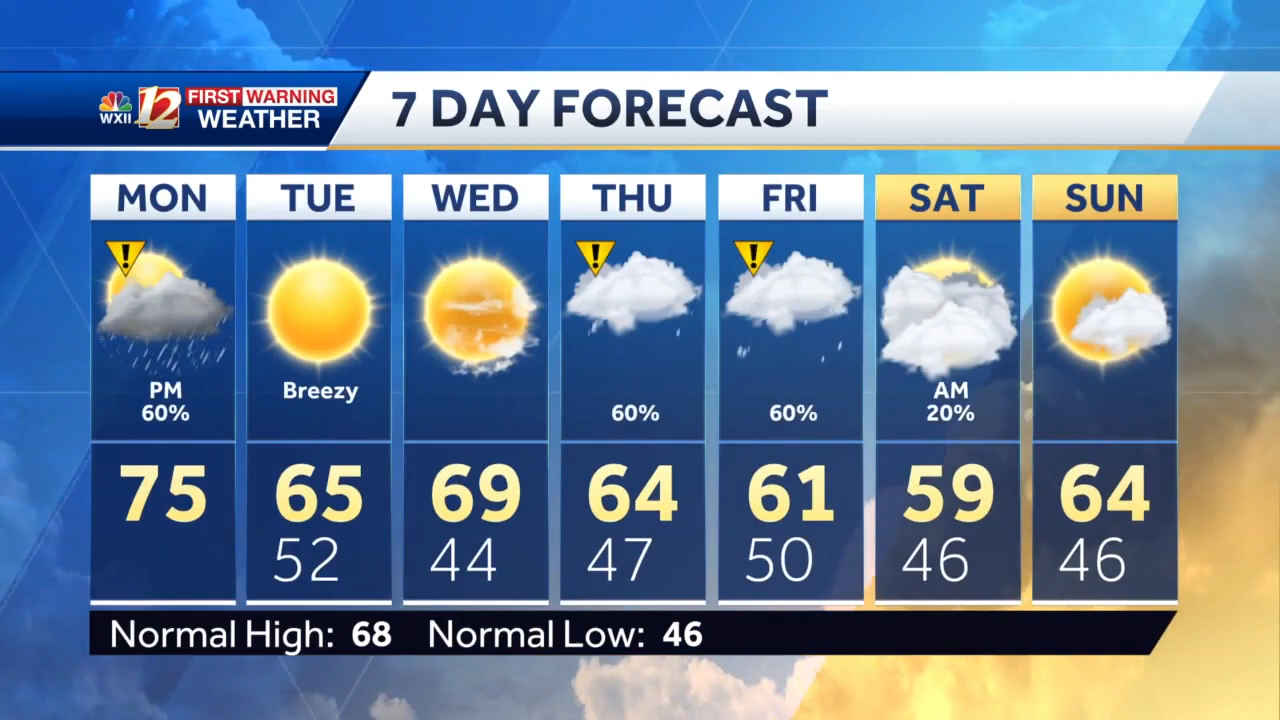 WXII 12 FIRST WARNING
WEATHER
7 DAY FORECAST
MON TUE WED THU FRI SAT SUN
! ! !
PM Breezy AM
60% 60% 60% 20%
75 65 69 64 61 59 64
52 44 47 50 46 46
Normal High: 68 Normal Low: 46